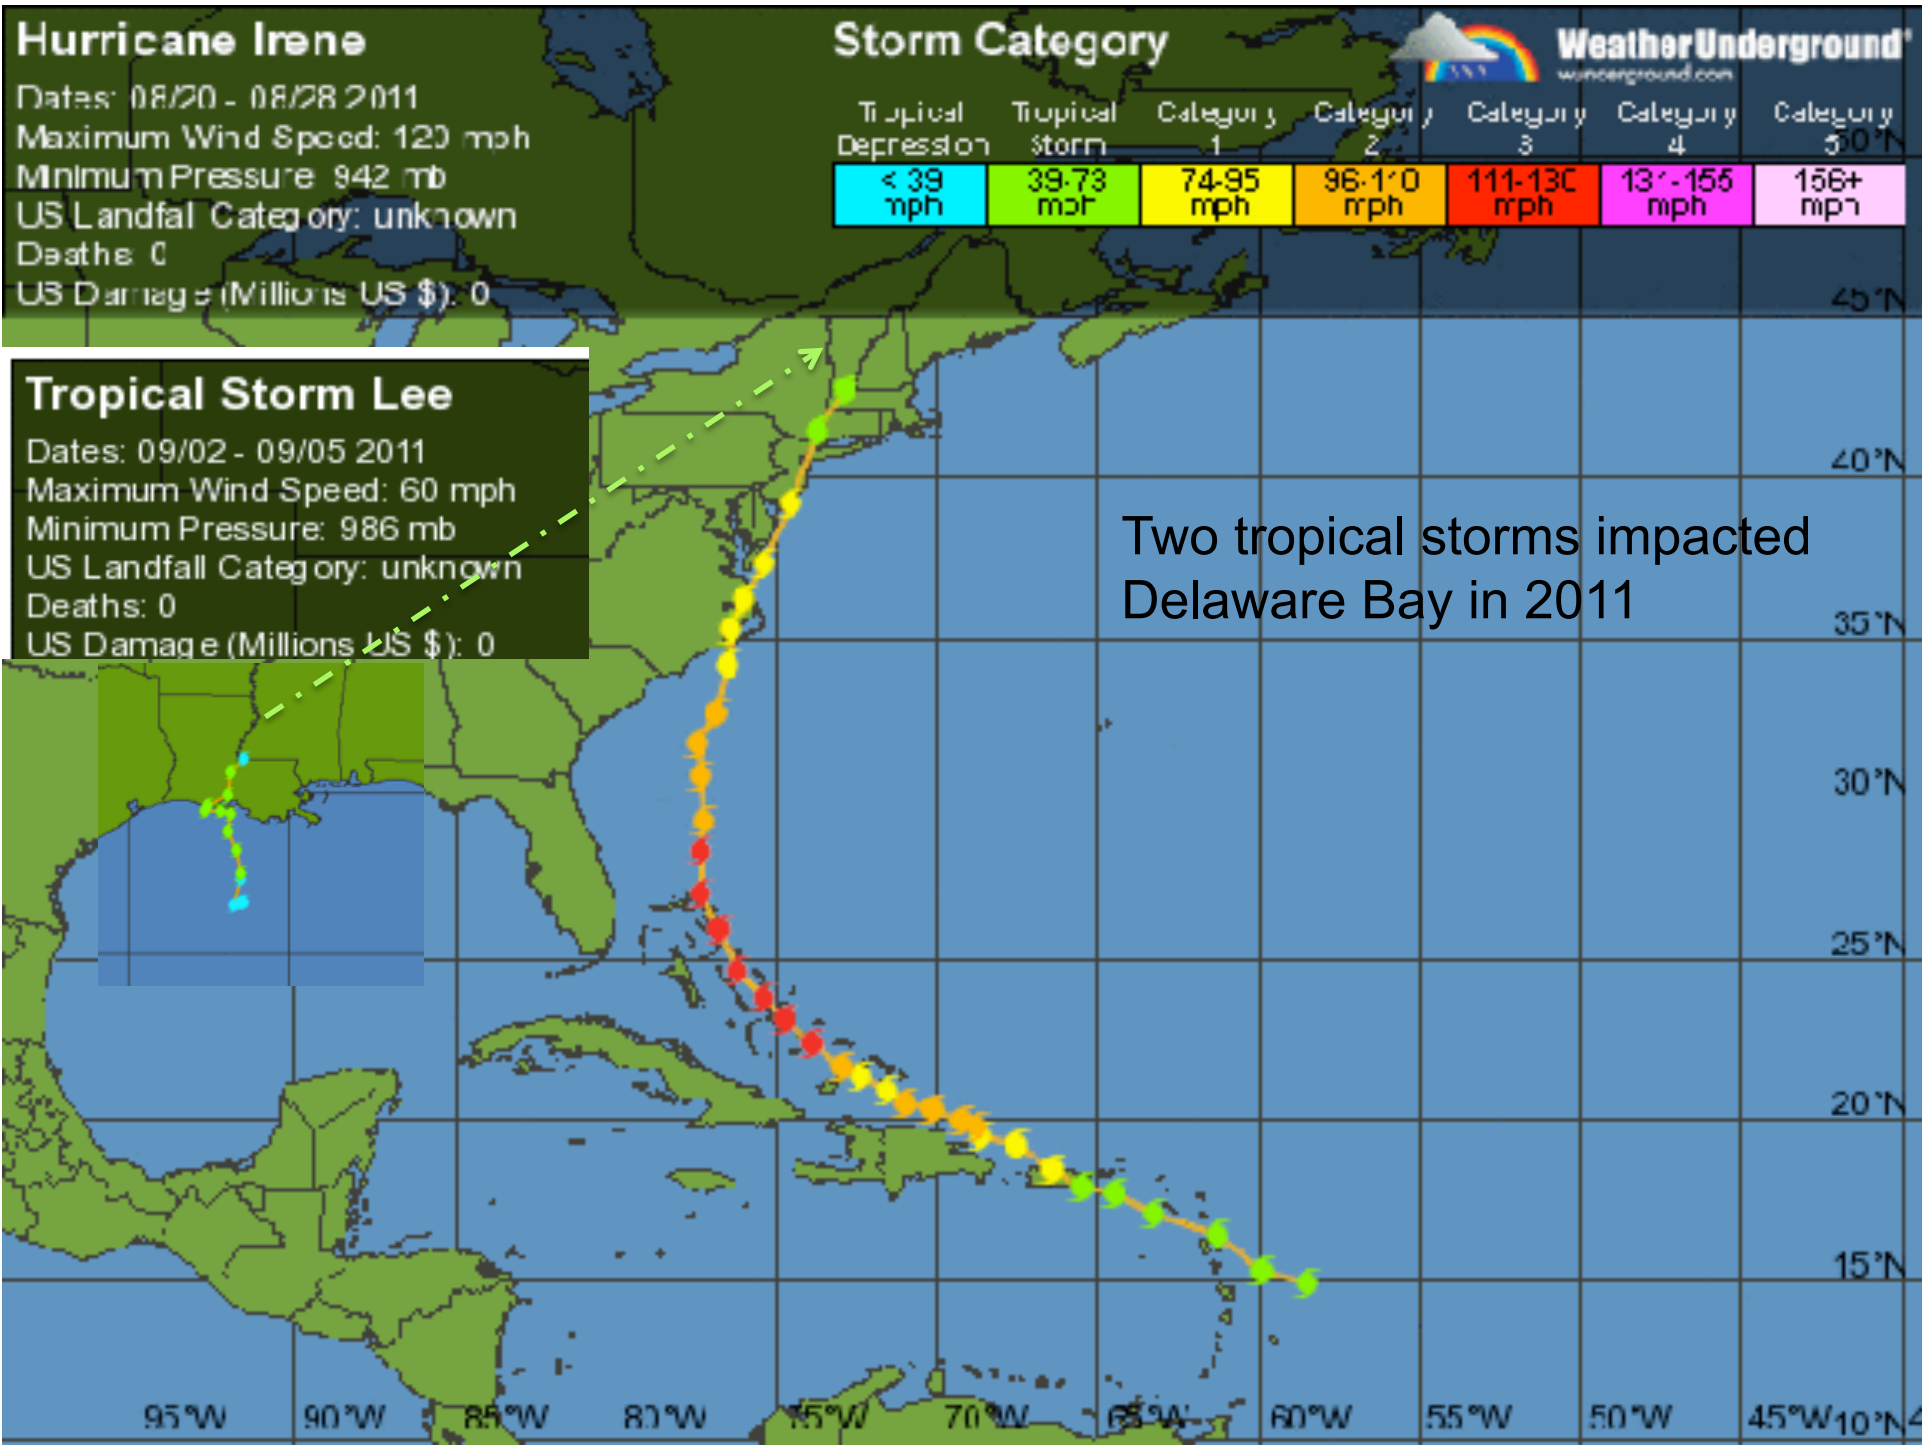 Hurricane Irene
Dates: 08/20 - 08/28 2011
Maximum Wind Speed: 120 mph
Minimum Pressure: 942 mb
US Landfall Category: unknown
Deaths: 0
US Damage (Millions US $): 0
Storm Category
WeatherUnderground®
wunderground.com
Tropical Depression
Tropical Storm
Category 1
Category 2
Category 3
Category 4
Category 5
< 39 mph
39-73 mph
74-95 mph
96-110 mph
111-130 mph
131-155 mph
156+ mph
Tropical Storm Lee
Dates: 09/02 - 09/05 2011
Maximum Wind Speed: 60 mph
Minimum Pressure: 986 mb
US Landfall Category: unknown
Deaths: 0
US Damage (Millions US $): 0
Two tropical storms impacted
Delaware Bay in 2011
50°N
45°N
40°N
35°N
30°N
25°N
20°N
15°N
95°W 90°W 85°W 80°W 75°W 70°W 65°W 60°W 55°W 50°W 45°W 10°N